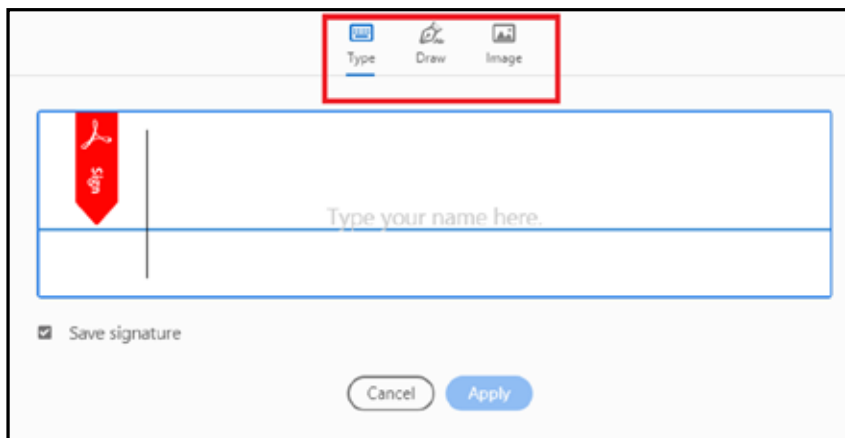 Type Draw Image
Sign
Type your name here.
Save signature
Cancel Apply